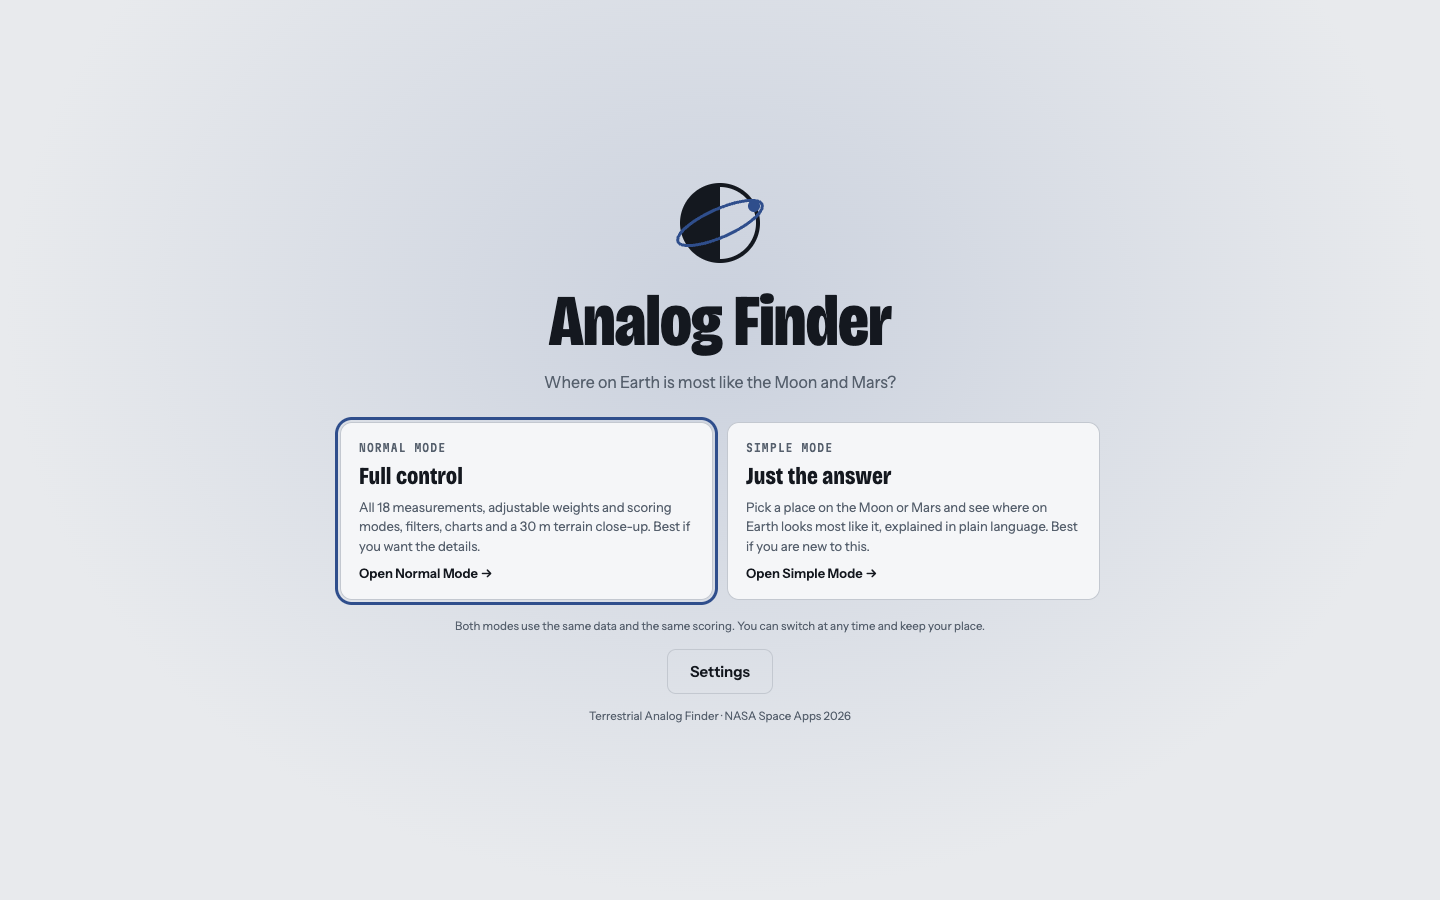 Analog Finder
Where on Earth is most like the Moon and Mars?
NORMAL MODE
Full control
All 18 measurements, adjustable weights and scoring
modes, filters, charts and a 30 m terrain close-up. Best if
you want the details.
Open Normal Mode →
SIMPLE MODE
Just the answer
Pick a place on the Moon or Mars and see where on
Earth looks most like it, explained in plain language. Best
if you are new to this.
Open Simple Mode →
Both modes use the same data and the same scoring. You can switch at any time and keep your place.
Settings
Terrestrial Analog Finder · NASA Space Apps 2026